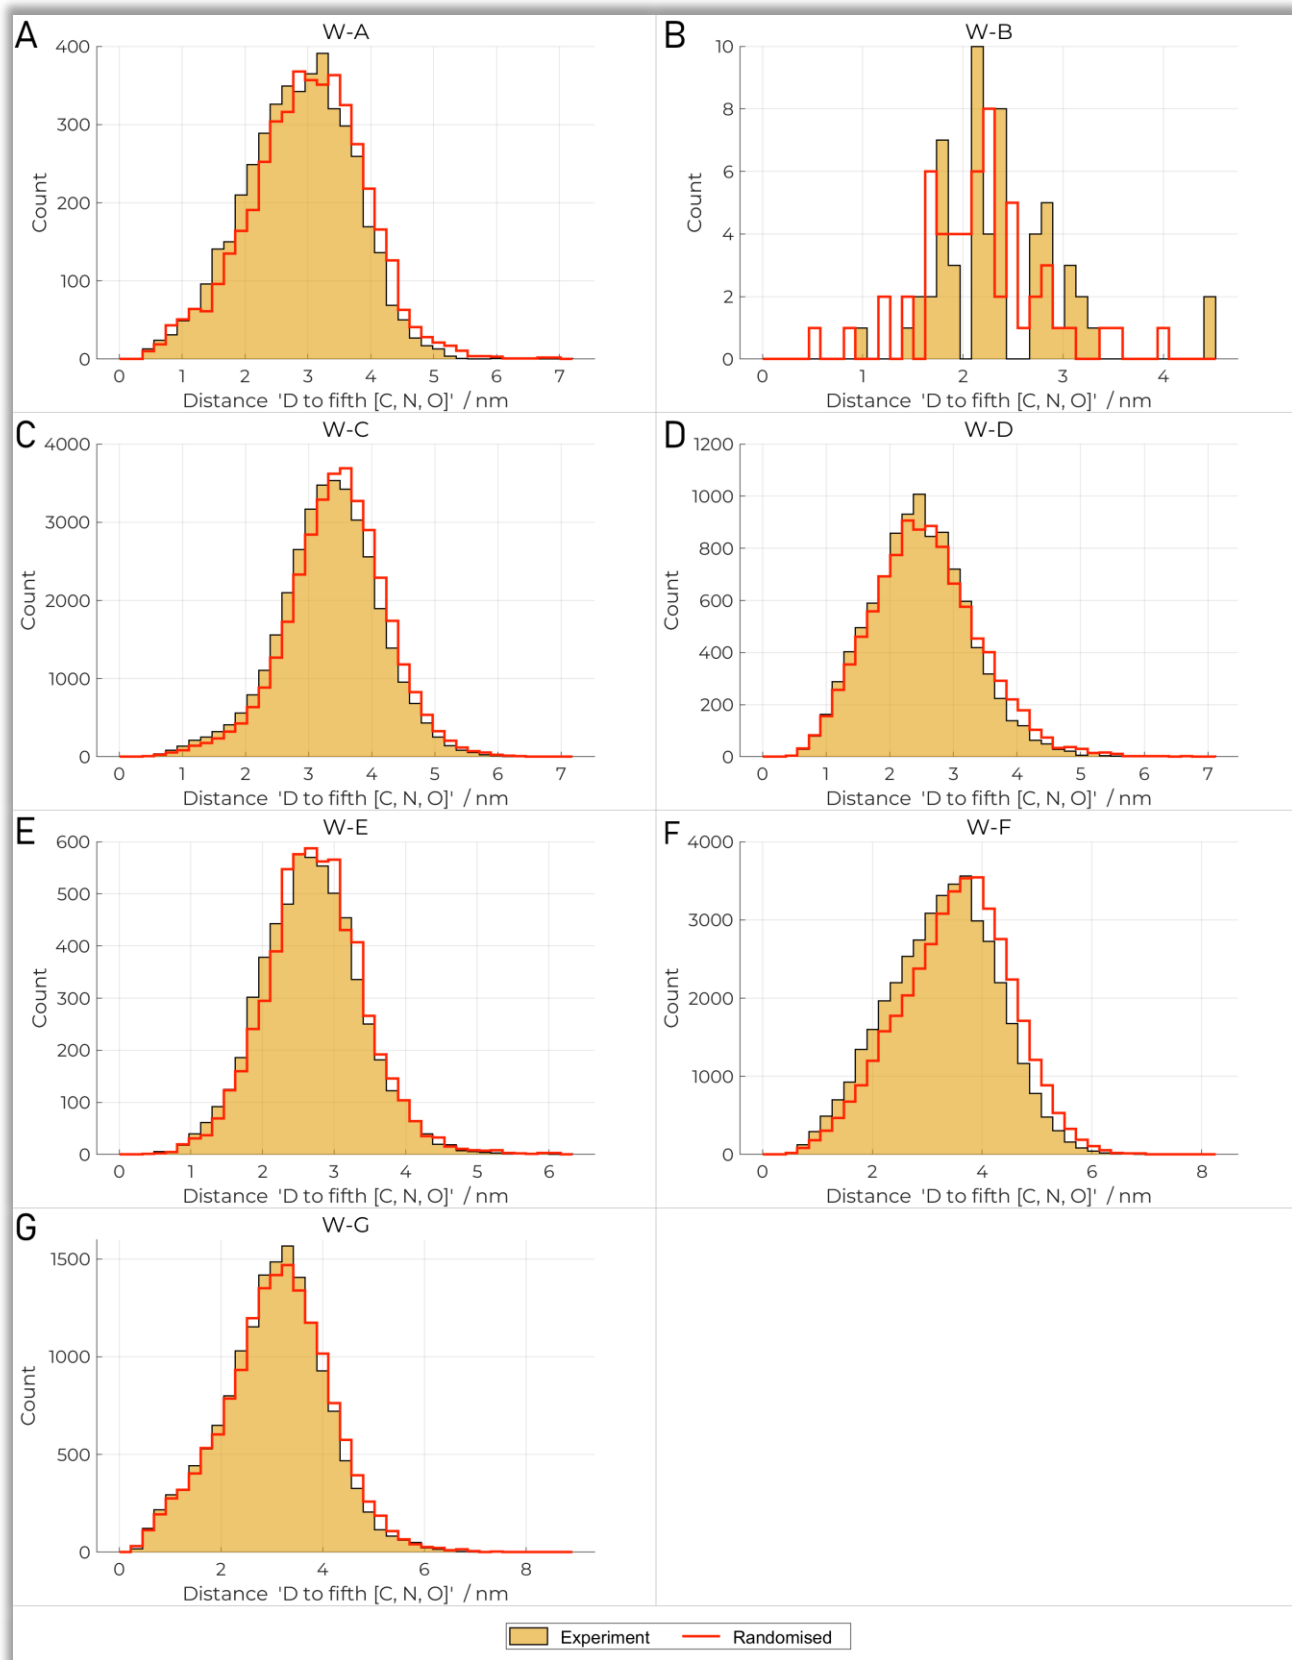 A
W-A
400
300
200
100
0
Count
0 1 2 3 4 5 6 7
Distance 'D to fifth [C, N, O]' / nm
B
W-B
10
8
6
4
2
0
Count
0 1 2 3 4
Distance 'D to fifth [C, N, O]' / nm
C
W-C
4000
3000
2000
1000
0
Count
0 1 2 3 4 5 6 7
Distance 'D to fifth [C, N, O]' / nm
D
W-D
1200
1000
800
600
400
200
0
Count
0 1 2 3 4 5 6 7
Distance 'D to fifth [C, N, O]' / nm
E
W-E
600
500
400
300
200
100
0
Count
0 1 2 3 4 5 6
Distance 'D to fifth [C, N, O]' / nm
F
W-F
4000
3000
2000
1000
0
Count
0 2 4 6 8
Distance 'D to fifth [C, N, O]' / nm
G
W-G
1500
1000
500
0
Count
0 2 4 6 8
Distance 'D to fifth [C, N, O]' / nm
Experiment Randomised